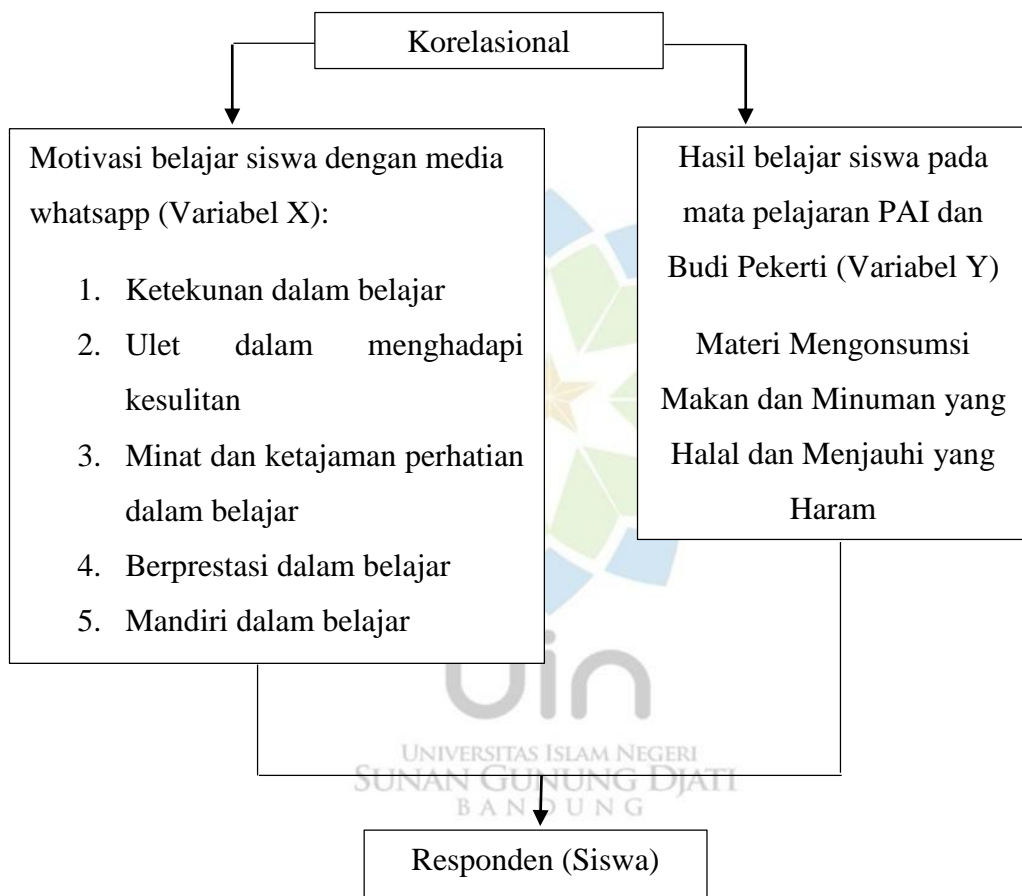 Korelasional
Motivasi belajar siswa dengan media
whatsapp (Variabel X):
1. Ketekunan dalam belajar
2. Ulet dalam menghadapi
kesulitan
3. Minat dan ketajaman perhatian
dalam belajar
4. Berprestasi dalam belajar
5. Mandiri dalam belajar
Hasil belajar siswa pada
mata pelajaran PAI dan
Budi Pekerti (Variabel Y)
Materi Mengonsumsi
Makan dan Minuman yang
Halal dan Menjauhi yang
Haram
uin
UNIVERSITAS ISLAM NEGERI
SUNAN GUNUNG DJATI
BANDUNG
Responden (Siswa)